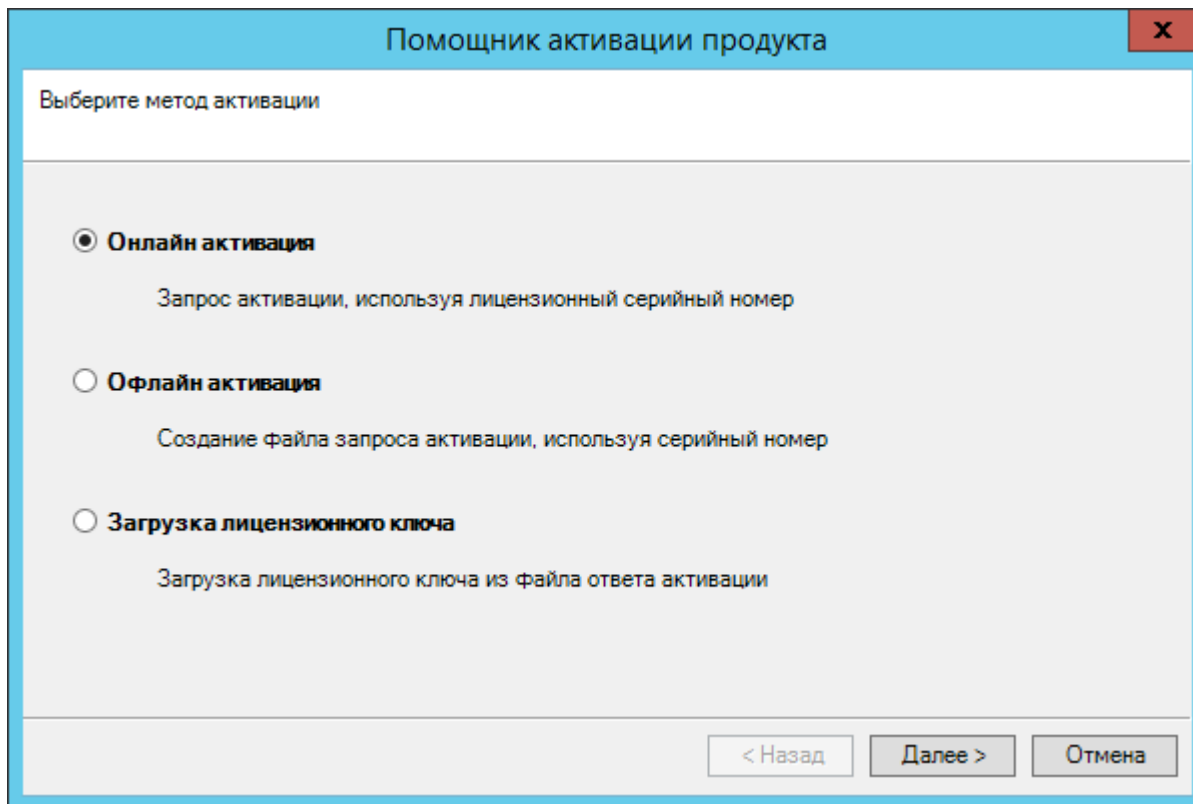 Помощник активации продукта
x
Выберите метод активации
Онлайн активация
Запрос активации, используя лицензионный серийный номер
Офлайн активация
Создание файла запроса активации, используя серийный номер
Загрузка лицензионного ключа
Загрузка лицензионного ключа из файла ответа активации
< Назад Далее > Отмена